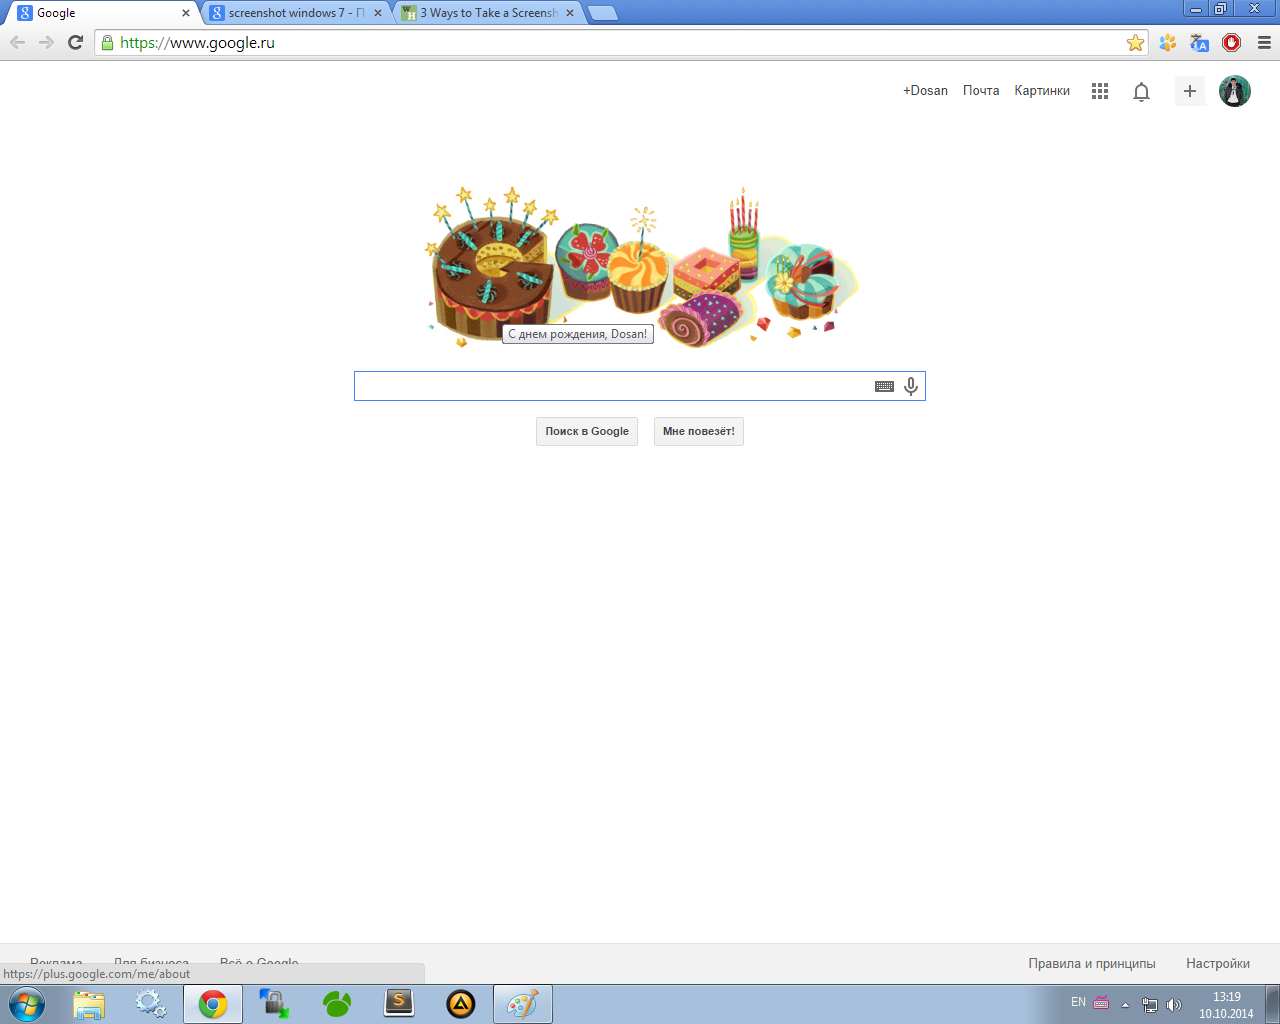 Google
screenshot windows 7 - П
3 Ways to Take a Screensh
https://www.google.ru
+Dosan Почта Картинки
С днем рождения, Dosan!
Поиск в Google Мне повезёт!
Реклама Для бизнеса Всё о Google Правила и принципы Настройки
https://plus.google.com/me/about
EN 13:19
10.10.2014